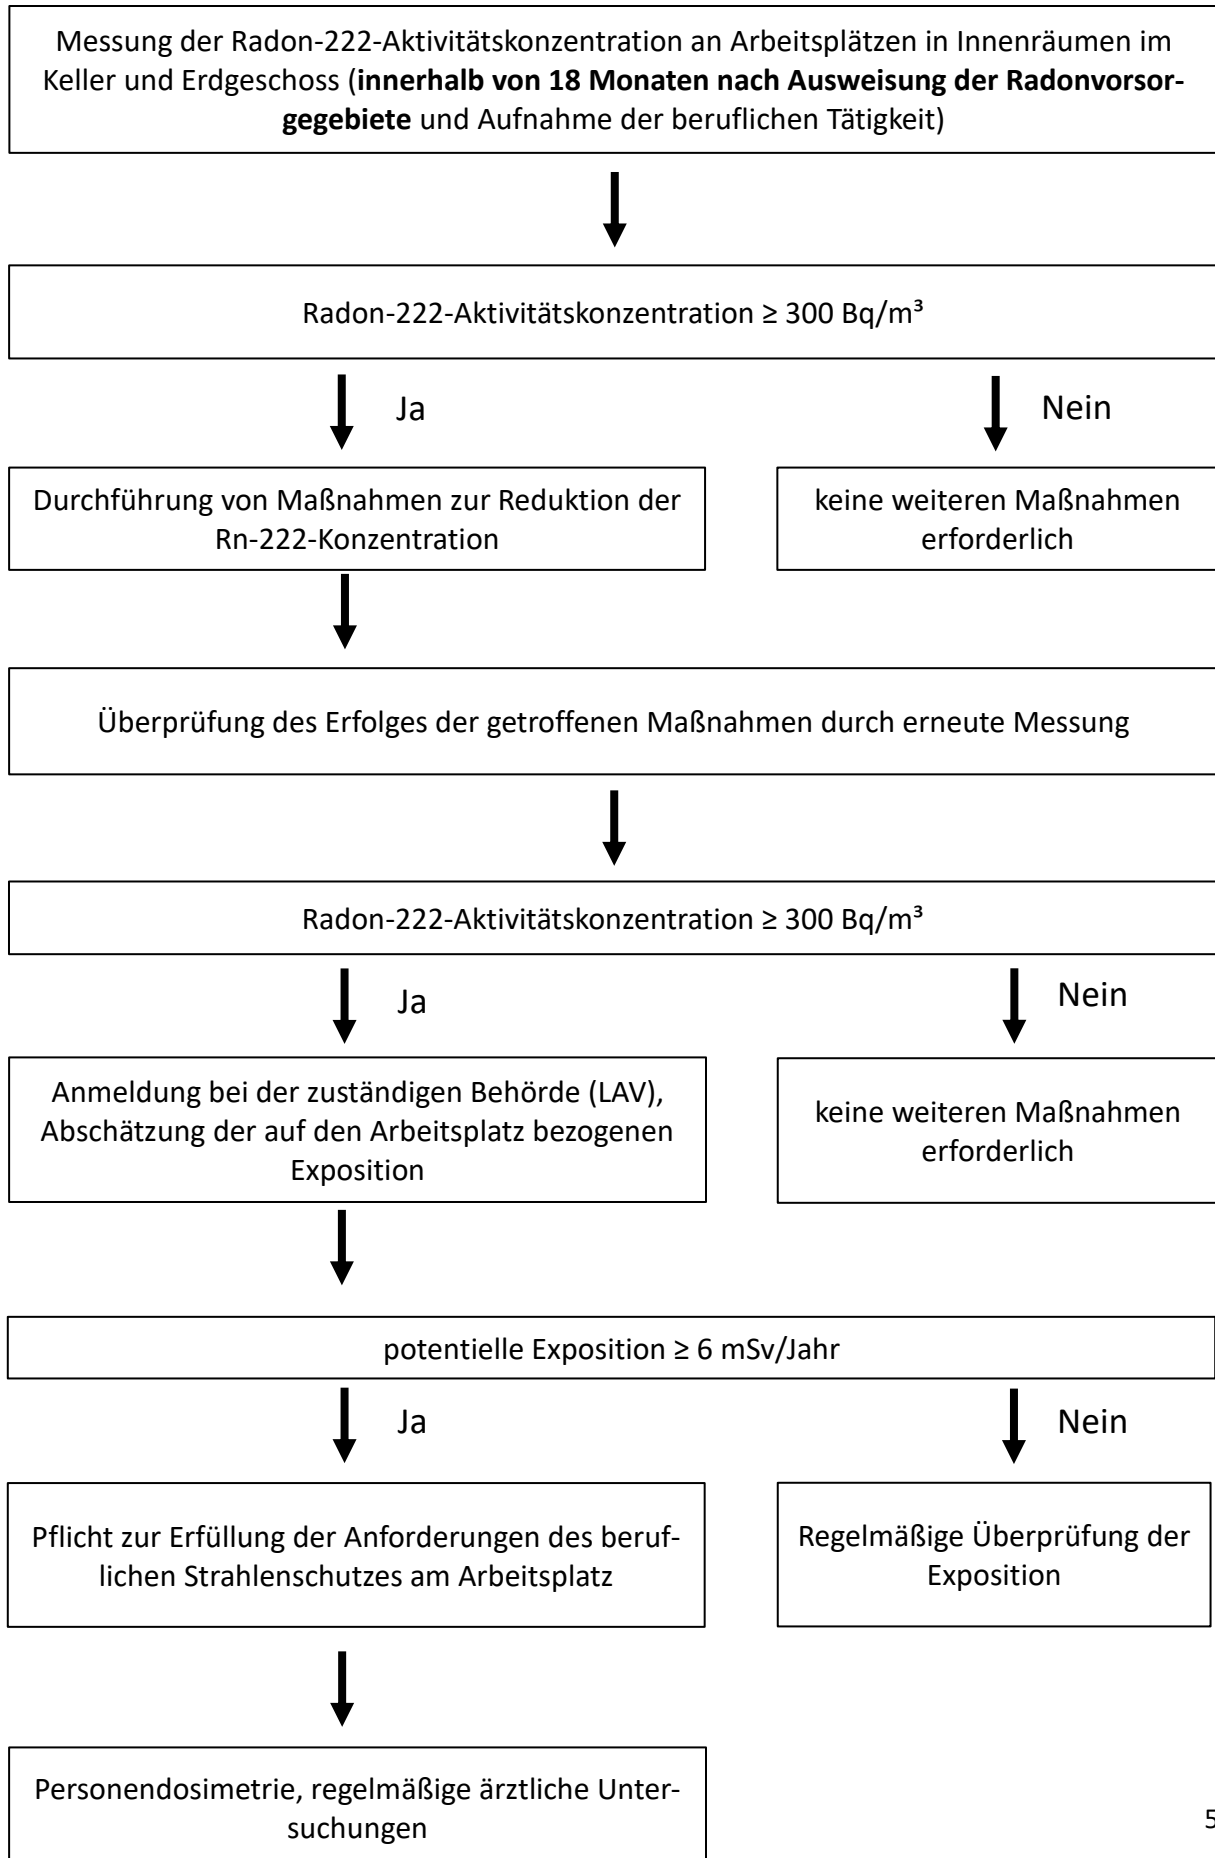 Messung der Radon-222-Aktivitätskonzentration an Arbeitsplätzen in Innenräumen im
Keller und Erdgeschoss (innerhalb von 18 Monaten nach Ausweisung der Radonvorsor-
gegebiete und Aufnahme der beruflichen Tätigkeit)
Radon-222-Aktivitätskonzentration ≥ 300 Bq/m³
Ja
Nein
Durchführung von Maßnahmen zur Reduktion der
Rn-222-Konzentration
keine weiteren Maßnahmen
erforderlich
Überprüfung des Erfolges der getroffenen Maßnahmen durch erneute Messung
Radon-222-Aktivitätskonzentration ≥ 300 Bq/m³
Ja
Nein
Anmeldung bei der zuständigen Behörde (LAV),
Abschätzung der auf den Arbeitsplatz bezogenen
Exposition
keine weiteren Maßnahmen
erforderlich
potentielle Exposition ≥ 6 mSv/Jahr
Ja
Nein
Pflicht zur Erfüllung der Anforderungen des beruf-
lichen Strahlenschutzes am Arbeitsplatz
Regelmäßige Überprüfung der
Exposition
Personendosimetrie, regelmäßige ärztliche Unter-
suchungen
5